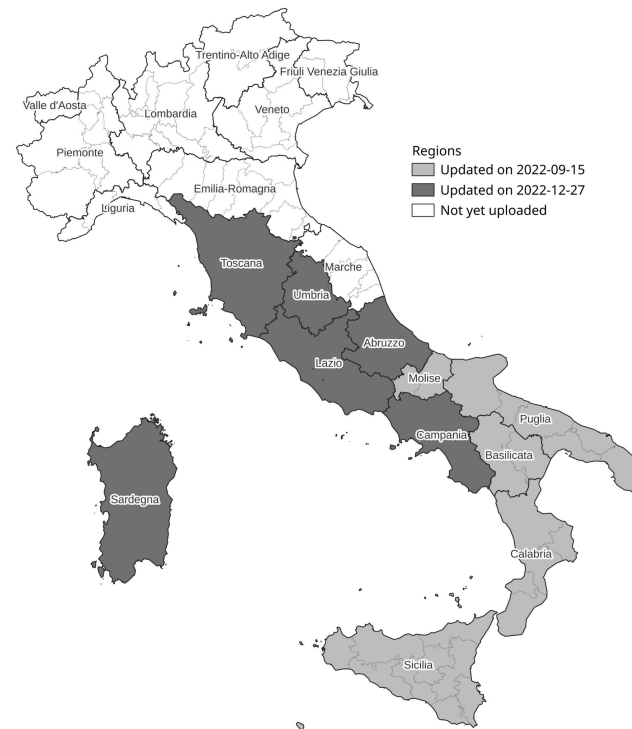 Trentino-Alto Adige
Friuli Venezia Giulia
Valle d'Aosta
Lombardia
Veneto
Piemonte
Regions
Updated on 2022-09-15
Emilia-Romagna
Updated on 2022-12-27
Liguria
Not yet uploaded
Toscana
Marche
Umbria
Abruzzo
Lazio
Molise
Puglia
Campania
Basilicata
Sardegna
Calabria
Sicilia